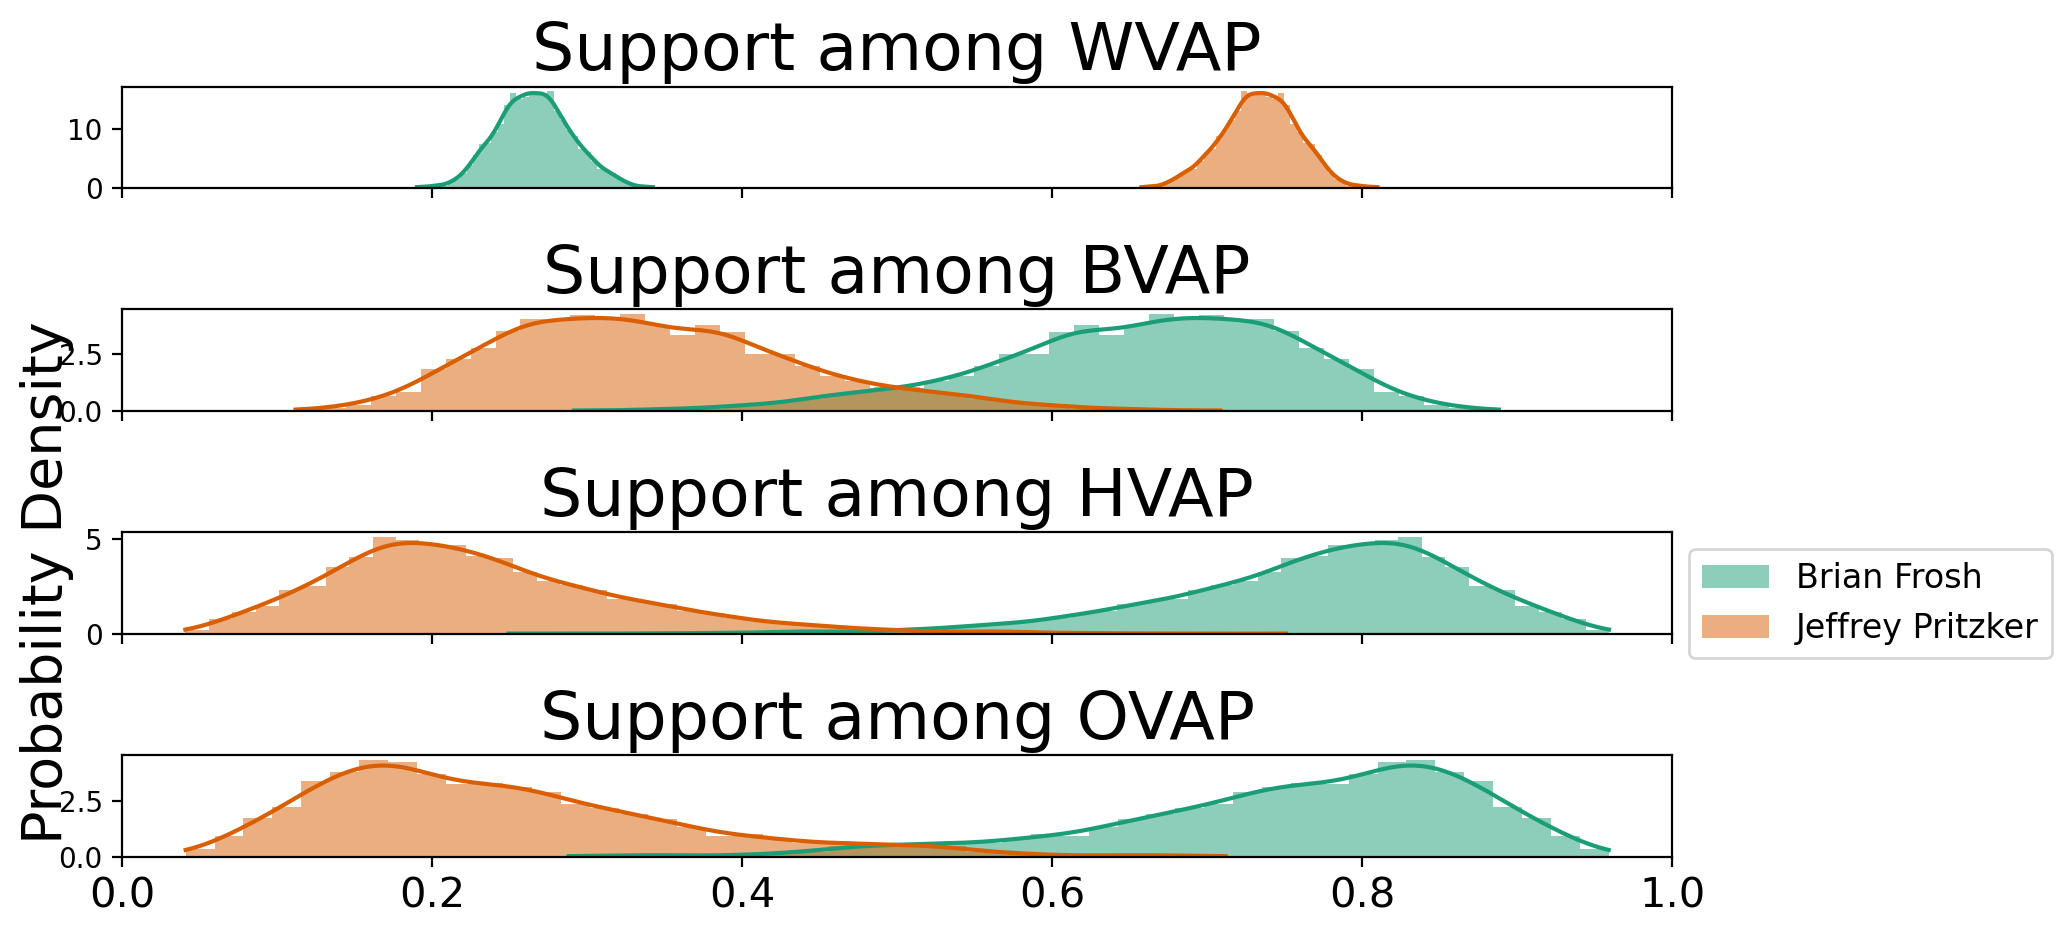 Support among WVAP
10
0
Support among BVAP
2.5
0.0
Support among HVAP
5
0
Support among OVAP
2.5
0.0
0.0 0.2 0.4 0.6 0.8 1.0
Probability Density
Brian Frosh
Jeffrey Pritzker